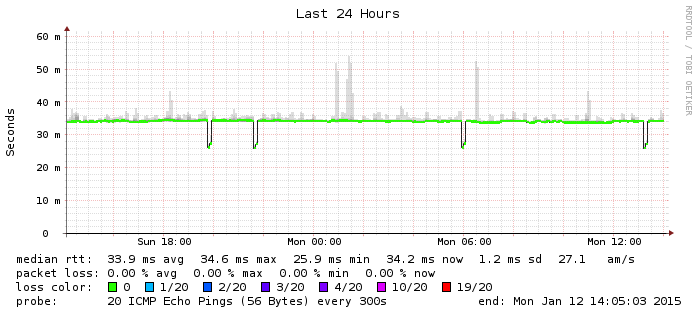 Last 24 Hours
RRDTOOL / TOBI OETIKER
Seconds
60 m
50 m
40 m
30 m
20 m
10 m
0
Sun 18:00 Mon 00:00 Mon 06:00 Mon 12:00
median rtt: 33.9 ms avg 34.6 ms max 25.9 ms min 34.2 ms now 1.2 ms sd 27.1 am/s
packet loss: 0.00 % avg 0.00 % max 0.00 % min 0.00 % now
loss color: 0 1/20 2/20 3/20 4/20 10/20 19/20
probe: 20 ICMP Echo Pings (56 Bytes) every 300s end: Mon Jan 12 14:05:03 2015